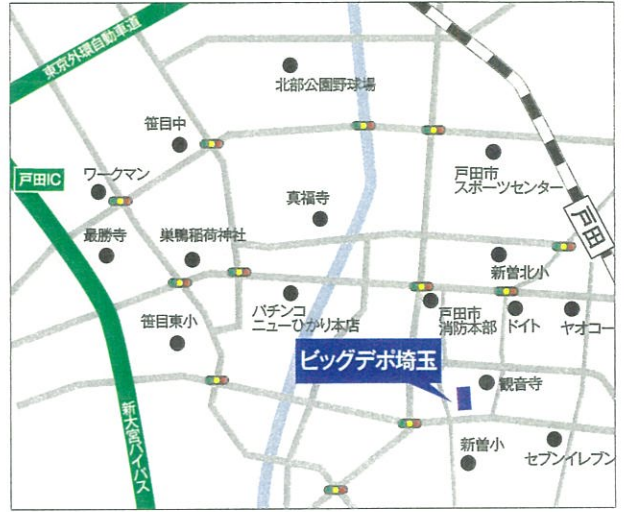 東京外環自動車道
北部公園野球場
笹目中
戸田IC
ワークマン
戸田市
スポーツセンター
真福寺
戸田
最勝寺
巣鴨稲荷神社
新曽北小
パチンコ
ニューひかり本店
戸田市
消防本部
ドイト
ヤオコー
笹目東小
ビッグデポ埼玉
観音寺
新大宮バイパス
新曽小
セブンイレブン